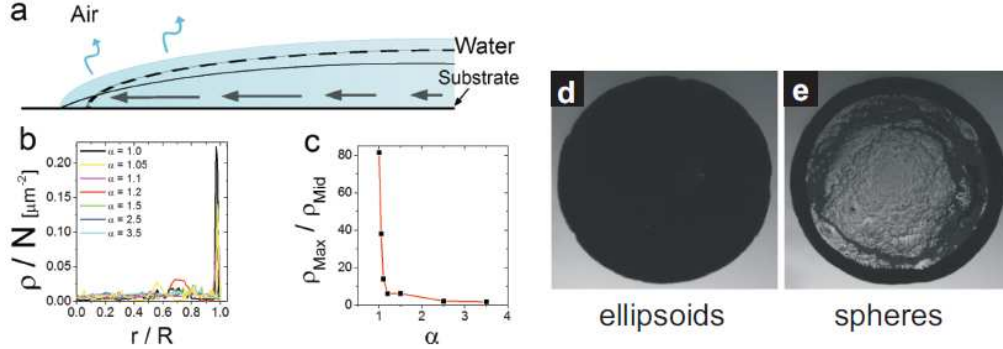 a
Air
Water
Substrate
b
α = 1.0
α = 1.05
α = 1.1
α = 1.2
α = 1.5
α = 2.5
α = 3.5
ρ / N [μm⁻²]
0.20
0.15
0.10
0.05
0.00
0.0 0.2 0.4 0.6 0.8 1.0
r / R
c
ρMax / ρMid
80
60
40
20
0
0 1 2 3 4
α
d
e
ellipsoids
spheres